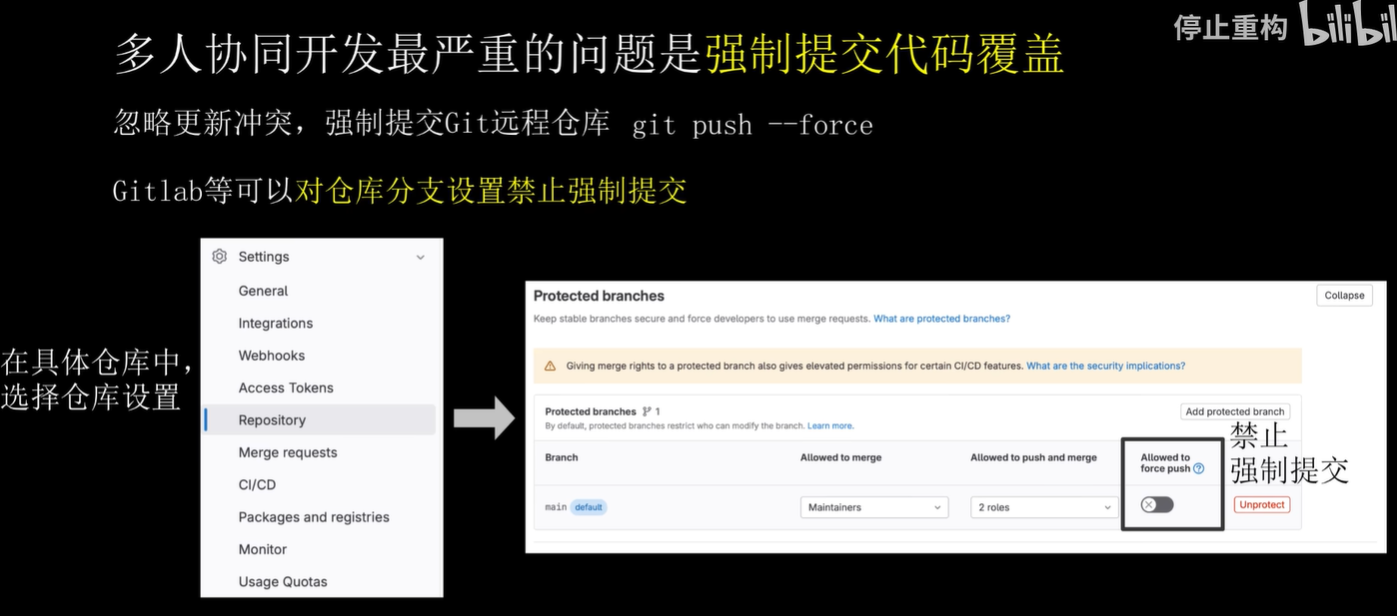 停止重构 bilibili
多人协同开发最严重的问题是强制提交代码覆盖
忽略更新冲突，强制提交Git远程仓库 git push --force
Gitlab等可以对仓库分支设置禁止强制提交
在具体仓库中，
选择仓库设置
Settings
General
Integrations
Webhooks
Access Tokens
Repository
Merge requests
CI/CD
Packages and registries
Monitor
Usage Quotas
Protected branches
Collapse
Keep stable branches secure and force developers to use merge requests. What are protected branches?
Giving merge rights to a protected branch also gives elevated permissions for certain CI/CD features. What are the security implications?
Protected branches 1
Add protected branch
By default, protected branches restrict who can modify the branch. Learn more.
Branch
Allowed to merge
Allowed to push and merge
Allowed to
force push
禁止
强制提交
main default
Maintainers
2 roles
Unprotect